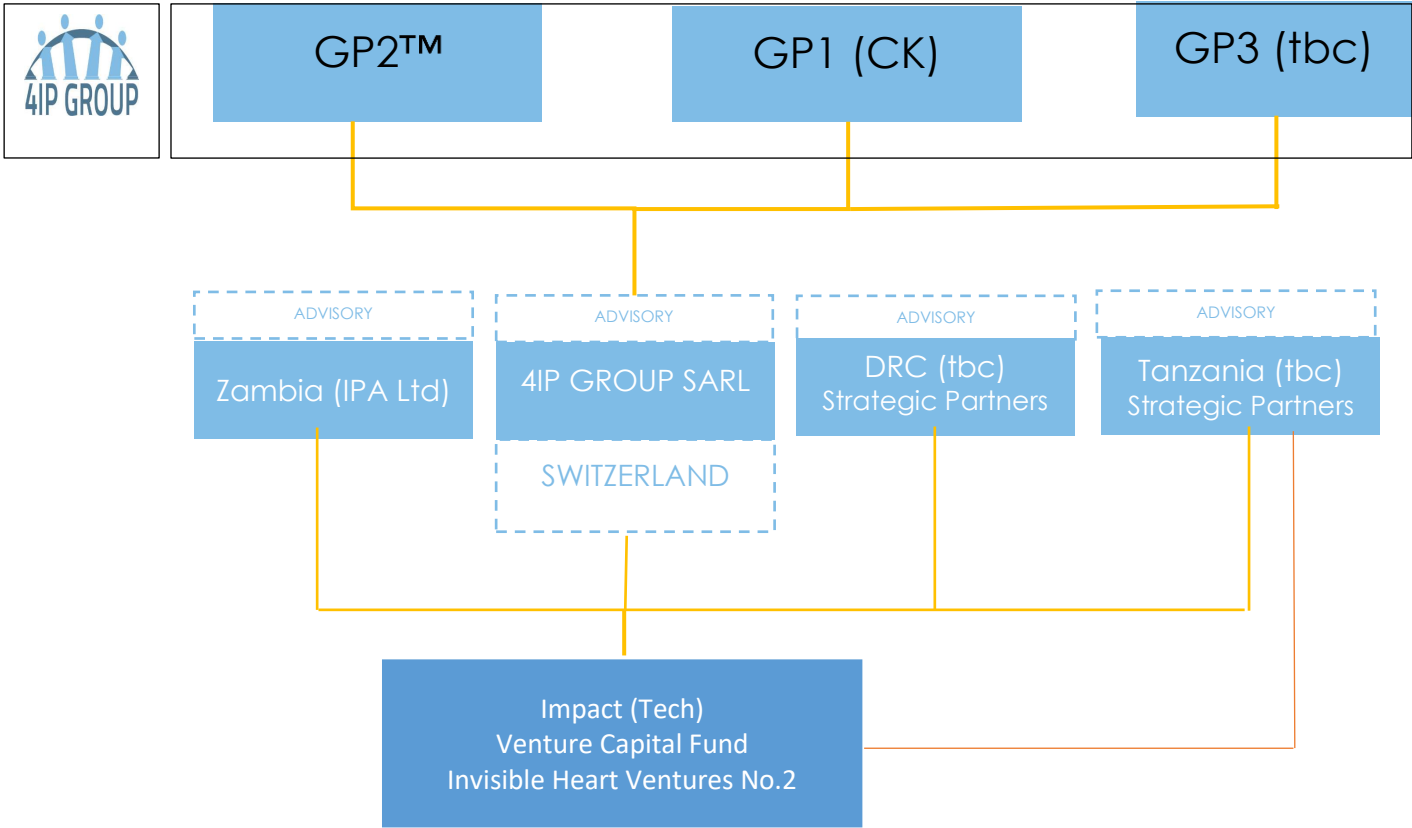 4IP GROUP
GP2™
GP1 (CK)
GP3 (tbc)
ADVISORY
ADVISORY
ADVISORY
ADVISORY
Zambia (IPA Ltd)
4IP GROUP SARL
DRC (tbc)
Strategic Partners
Tanzania (tbc)
Strategic Partners
SWITZERLAND
Impact (Tech)
Venture Capital Fund
Invisible Heart Ventures No.2